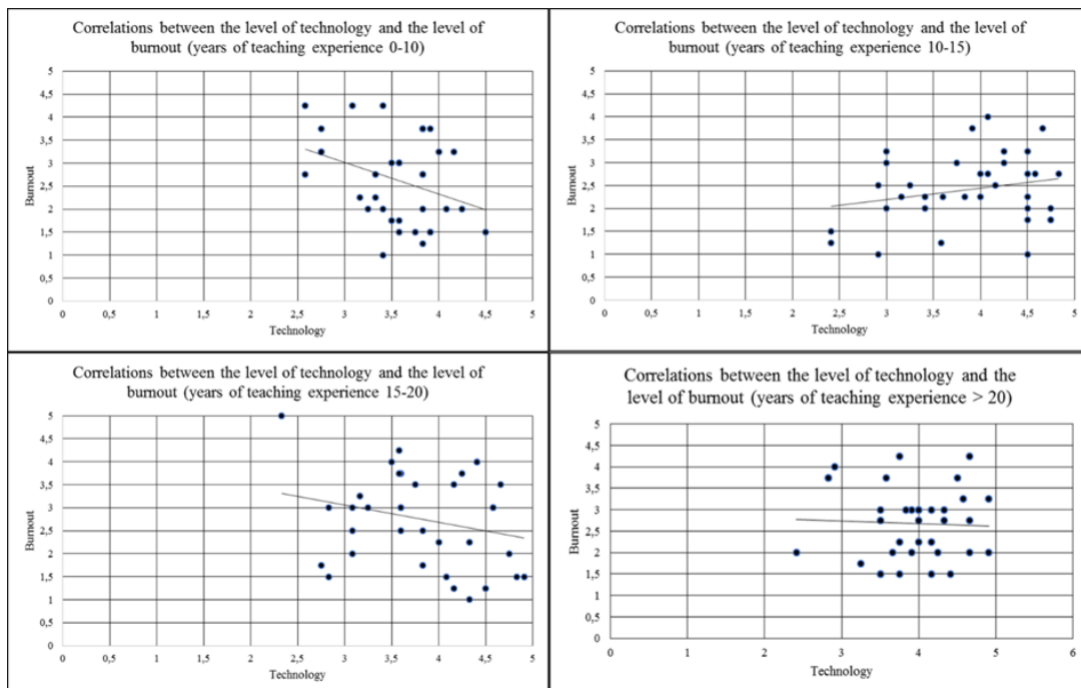 Correlations between the level of technology and the level of
burnout (years of teaching experience 0-10)
5
4,5
4
3,5
3
2,5
2
1,5
1
0,5
0
Burnout
0 0,5 1 1,5 2 2,5 3 3,5 4 4,5 5
Technology
Correlations between the level of technology and the level of
burnout (years of teaching experience 10-15)
5
4,5
4
3,5
3
2,5
2
1,5
1
0,5
0
Burnout
0 0,5 1 1,5 2 2,5 3 3,5 4 4,5 5
Technology
Correlations between the level of technology and the level of
burnout (years of teaching experience 15-20)
5
4,5
4
3,5
3
2,5
2
1,5
1
0,5
0
Burnout
0 0,5 1 1,5 2 2,5 3 3,5 4 4,5 5
Technology
Correlations between the level of technology and the
level of burnout (years of teaching experience > 20)
5
4,5
4
3,5
3
2,5
2
1,5
1
0,5
0
Burnout
0 1 2 3 4 5 6
Technology